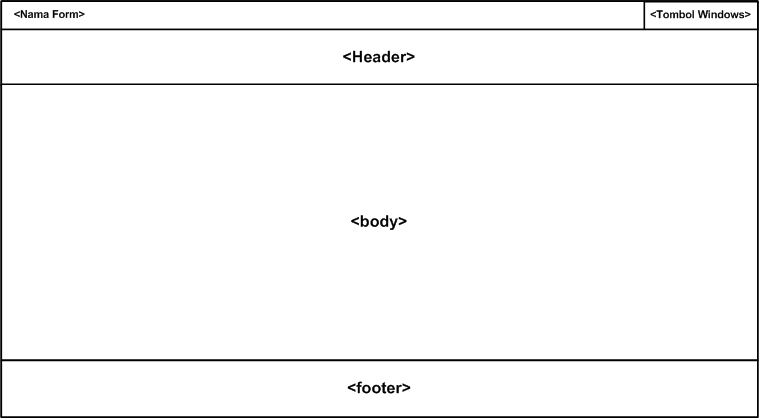 <Nama Form>
<Tombol Windows>
<Header>
<body>
<footer>